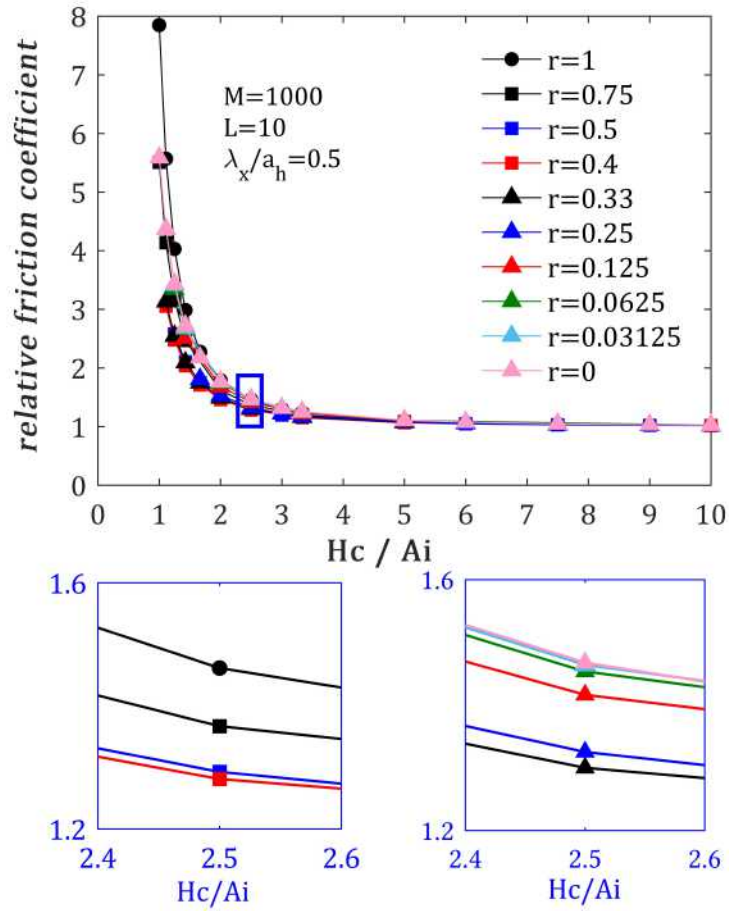 8
7
6
5
4
3
2
1
0
relative friction coefficient
M=1000
L=10
λx/ah=0.5
r=1
r=0.75
r=0.5
r=0.4
r=0.33
r=0.25
r=0.125
r=0.0625
r=0.03125
r=0
0 1 2 3 4 5 6 7 8 9 10
Hc / Ai
1.6
1.2
2.4 2.5 2.6
Hc/Ai
1.6
1.2
2.4 2.5 2.6
Hc/Ai